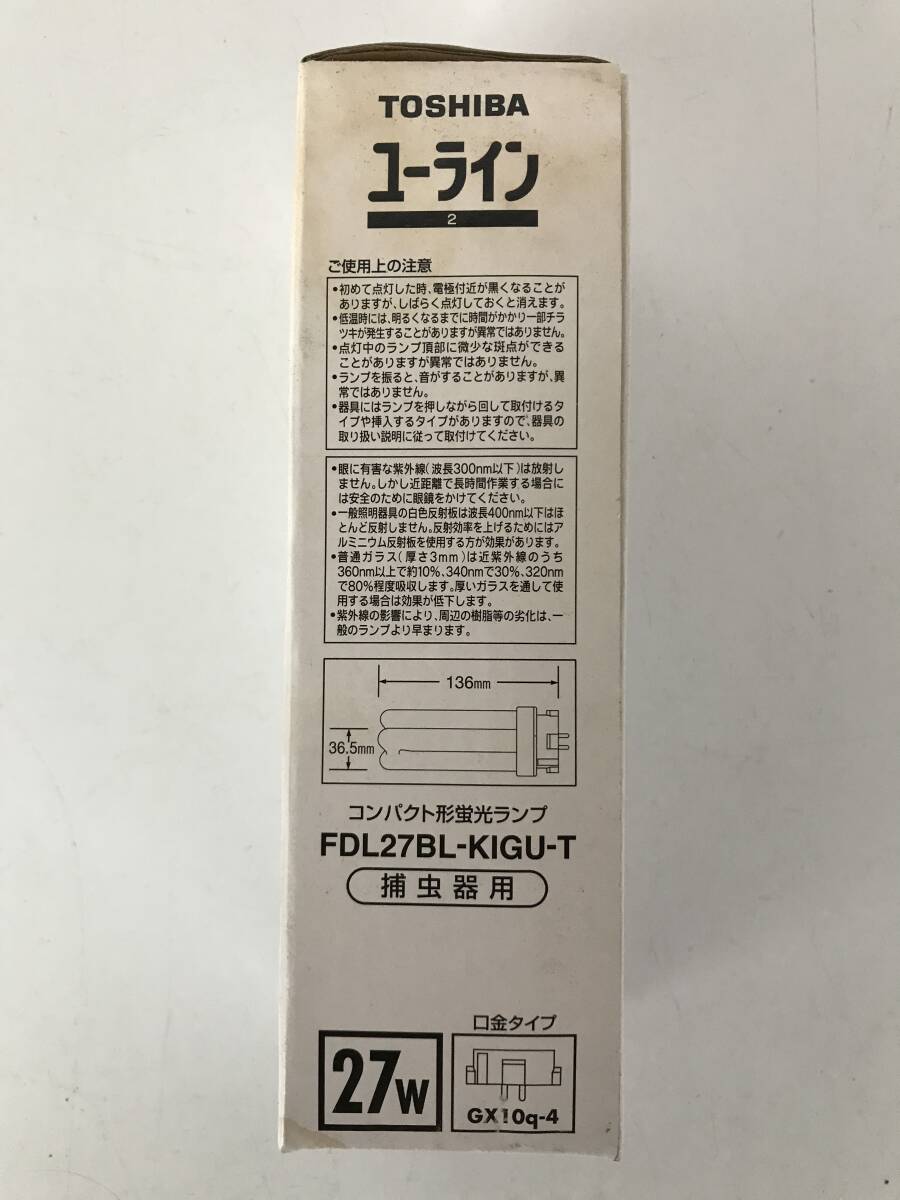 TOSHIBA
ユーライン
2
ご使用上の注意
•初めて点灯した時、電極付近が黒くなることが
ありますが、しばらく点灯しておくと消えます。
•低温時には、明るくなるまでに時間がかかり一部チラ
ツキが発生することがありますが異常ではありません。
•点灯中のランプ頂部に微少な斑点ができる
ことがありますが異常ではありません。
•ランプを振ると、音がすることがありますが、異
常ではありません。
•器具にはランプを押しながら回して取付けるタ
イプや挿入するタイプがありますので、器具の
取り扱い説明に従って取付けてください。
•眼に有害な紫外線(波長300nm以下)は放射し
ません。しかし近距離で長時間作業する場合に
は安全のために眼鏡をかけてください。
•一般照明器具の白色反射板は波長400nm以下はほ
とんど反射しません。反射効率を上げるためにはア
ルミニウム反射板を使用する方が効果があります。
•普通ガラス(厚さ3mm)は近紫外線のうち
360nm以上で約10%、340nmで30%、320nm
で80%程度吸収します。厚いガラスを通して使
用する場合は効果が低下します。
•紫外線の影響により、周辺の樹脂等の劣化は、一
般のランプより早まります。
136mm
36.5mm
コンパクト形蛍光ランプ
FDL27BL-KIGU-T
捕虫器用
口金タイプ
27W
GX10q-4